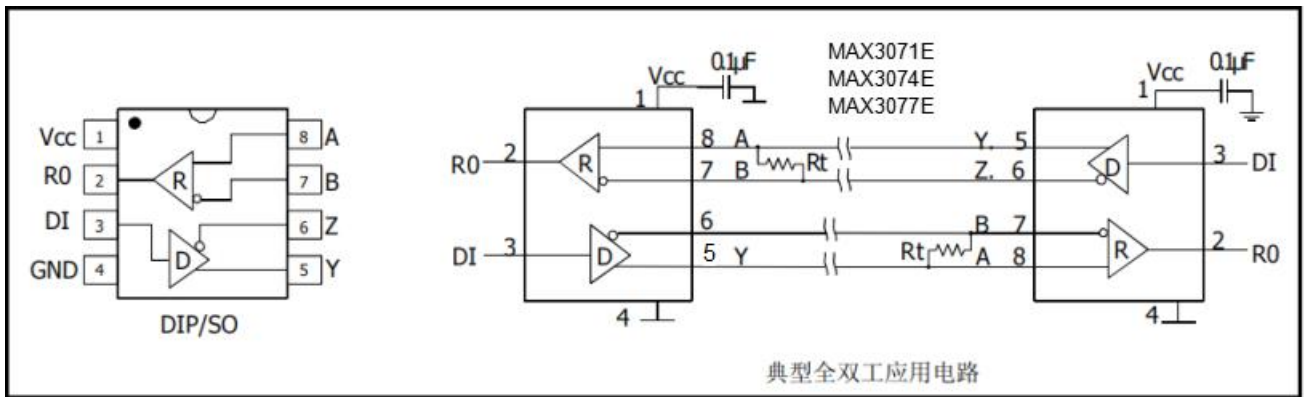 Vcc 1 8 A
R0 2 R 7 B
DI 3 6 Z
GND 4 D 5 Y
DIP/SO
MAX3071E
MAX3074E
MAX3077E
Vcc 0.1μF
1
R0 2 R 8 A
7 B Rt
DI 3 D 6
5 Y
4
Vcc 0.1μF
1
Y. 5 D 3 DI
Z. 6
B 7 R 2 R0
Rt A 8
4
典型全双工应用电路